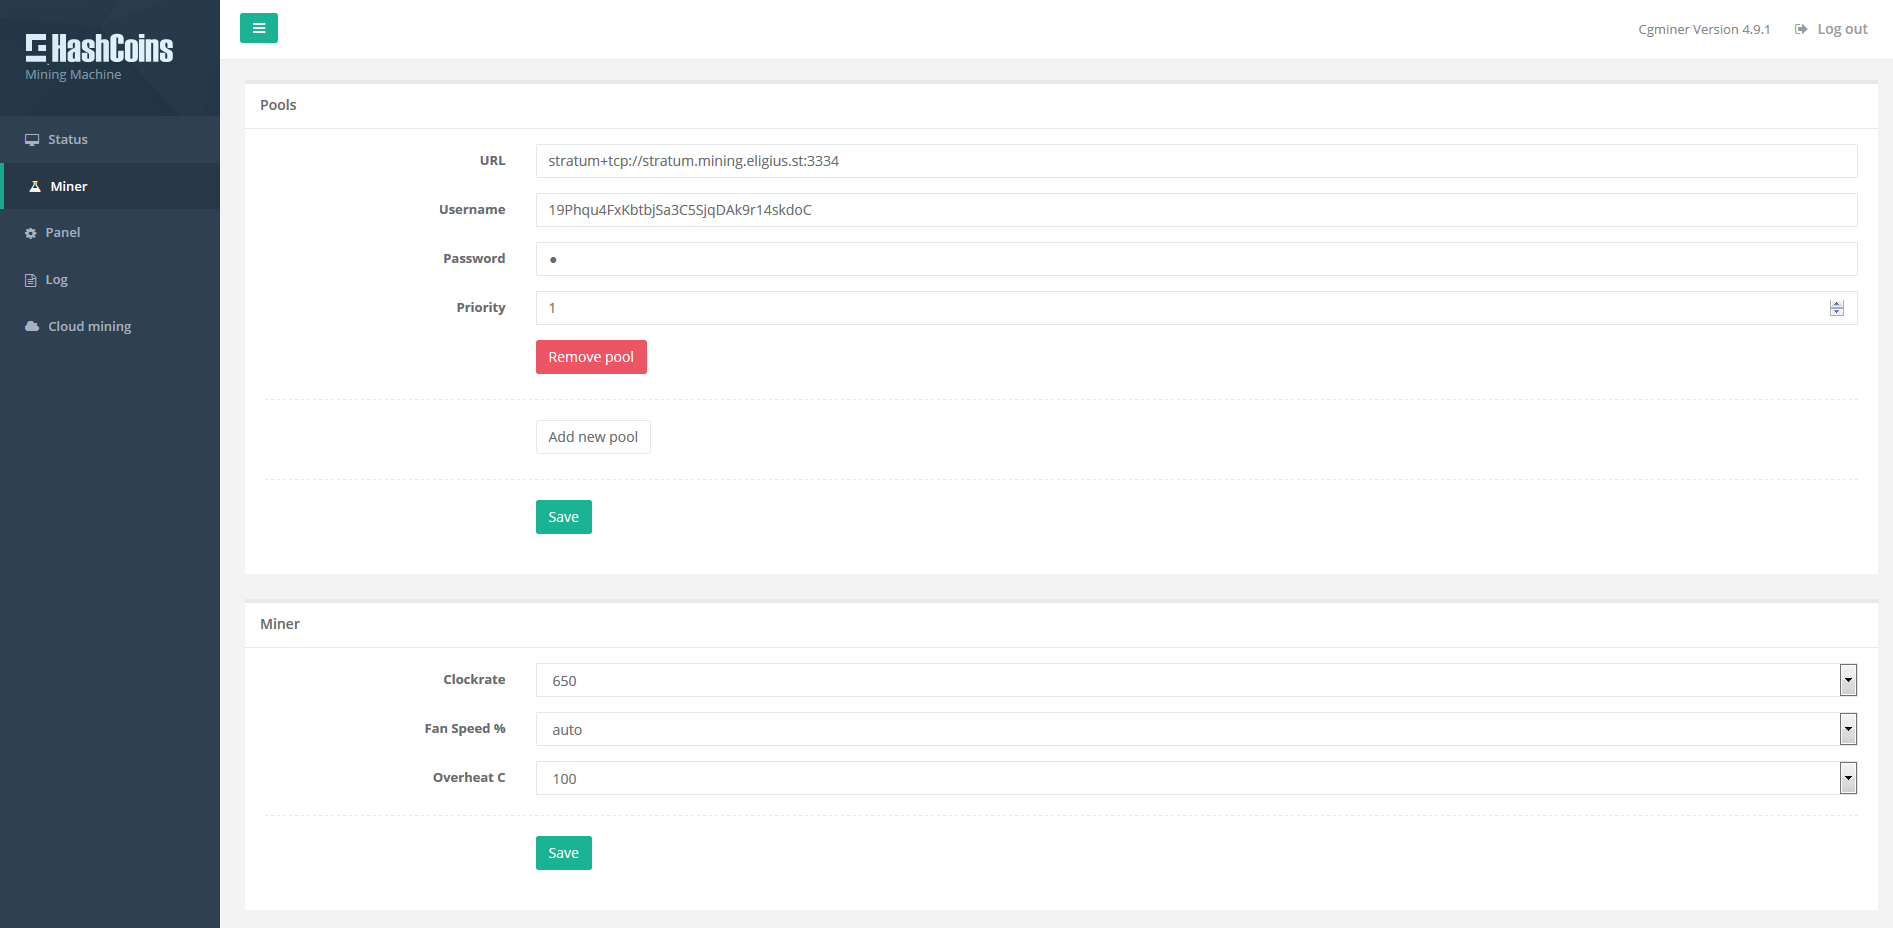 HashCoins
Mining Machine
Status
Miner
Panel
Log
Cloud mining
Cgminer Version 4.9.1
Log out
Pools
URL
stratum+tcp://stratum.mining.eligius.st:3334
Username
19Phqu4FxKbtbjSa3C5SjqDAk9r14skdoC
Password
●
Priority
1
Remove pool
Add new pool
Save
Miner
Clockrate
650
Fan Speed %
auto
Overheat C
100
Save